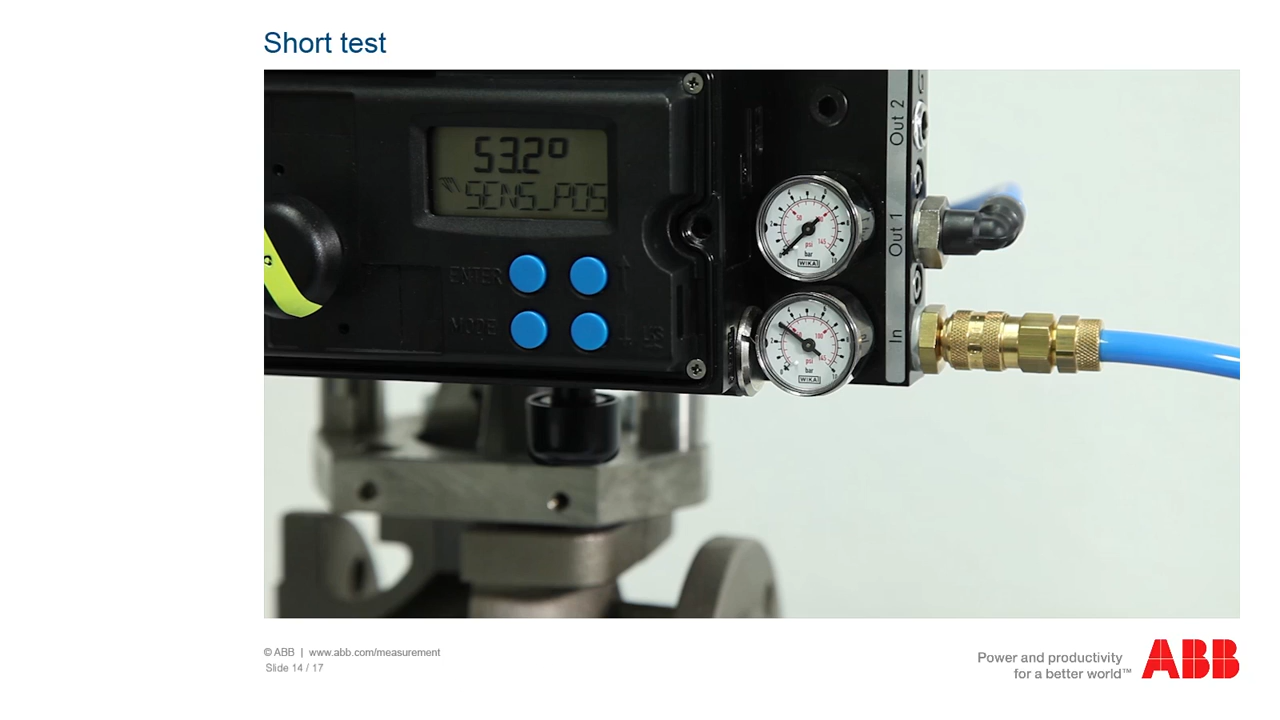 Short test
53.2°
SENS_POS
ENTER
MODE
Out 2
Out 1
In
psi
bar
WIKA
psi
bar
WIKA
© ABB | www.abb.com/measurement
Slide 14 / 17
Power and productivity
for a better world™
ABB